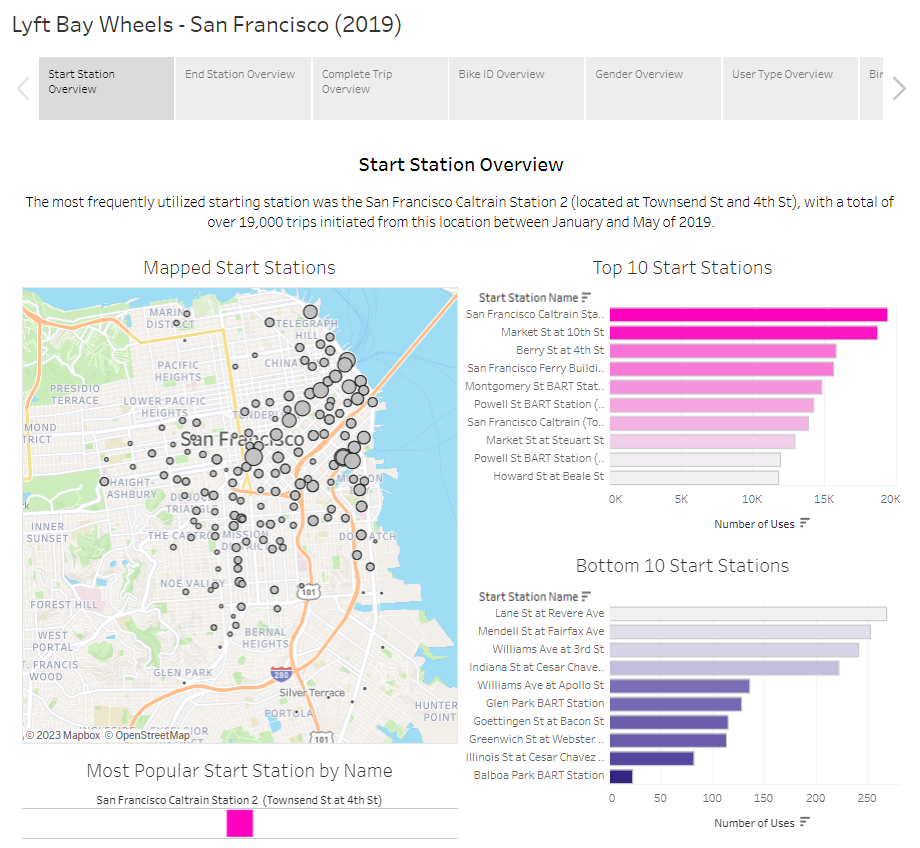 Lyft Bay Wheels - San Francisco (2019)
Start Station Overview
End Station Overview
Complete Trip Overview
Bike ID Overview
Gender Overview
User Type Overview
Bir
Start Station Overview
The most frequently utilized starting station was the San Francisco Caltrain Station 2 (located at Townsend St and 4th St), with a total of
over 19,000 trips initiated from this location between January and May of 2019.
Mapped Start Stations
MARIN
DISTRICT
TELEGRAPH
HILL
CHINA
PACIFIC
HEIGHTS
PRESIDIO
TERRACE
LOWER PACIFIC
HEIGHTS
TENDERL
MOND
TRICT
San Francisco
HAIGHT-
ASHBURY
MISSION
DUBOCE
TRIANGLE
INNER
SUNSET
THE CASTRO
MISSION
DISTRICT
DO
ATCH
NOE VALLEY
101
FOREST HILL
WEST
PORTAL
BERNAL
HEIGHTS
T. FRANCIS
WOOD
GLEN PARK
280
Silver Terrace
PORTOLA
HUNTER
POINT
INGLESIDE
EXCELSIOR
101
© 2023 Mapbox © OpenStreetMap
Most Popular Start Station by Name
San Francisco Caltrain Station 2 (Townsend St at 4th St)
Top 10 Start Stations
Start Station Name
San Francisco Caltrain Sta..
Market St at 10th St
Berry St at 4th St
San Francisco Ferry Buildi..
Montgomery St BART Stat..
Powell St BART Station (..
San Francisco Caltrain (To..
Market St at Steuart St
Powell St BART Station (..
Howard St at Beale St
0K 5K 10K 15K 20K
Number of Uses
Bottom 10 Start Stations
Start Station Name
Lane St at Revere Ave
Mendell St at Fairfax Ave
Williams Ave at 3rd St
Indiana St at Cesar Chave..
Williams Ave at Apollo St
Glen Park BART Station
Goettingen St at Bacon St
Greenwich St at Webster ..
Illinois St at Cesar Chavez ..
Balboa Park BART Station
0 50 100 150 200 250
Number of Uses